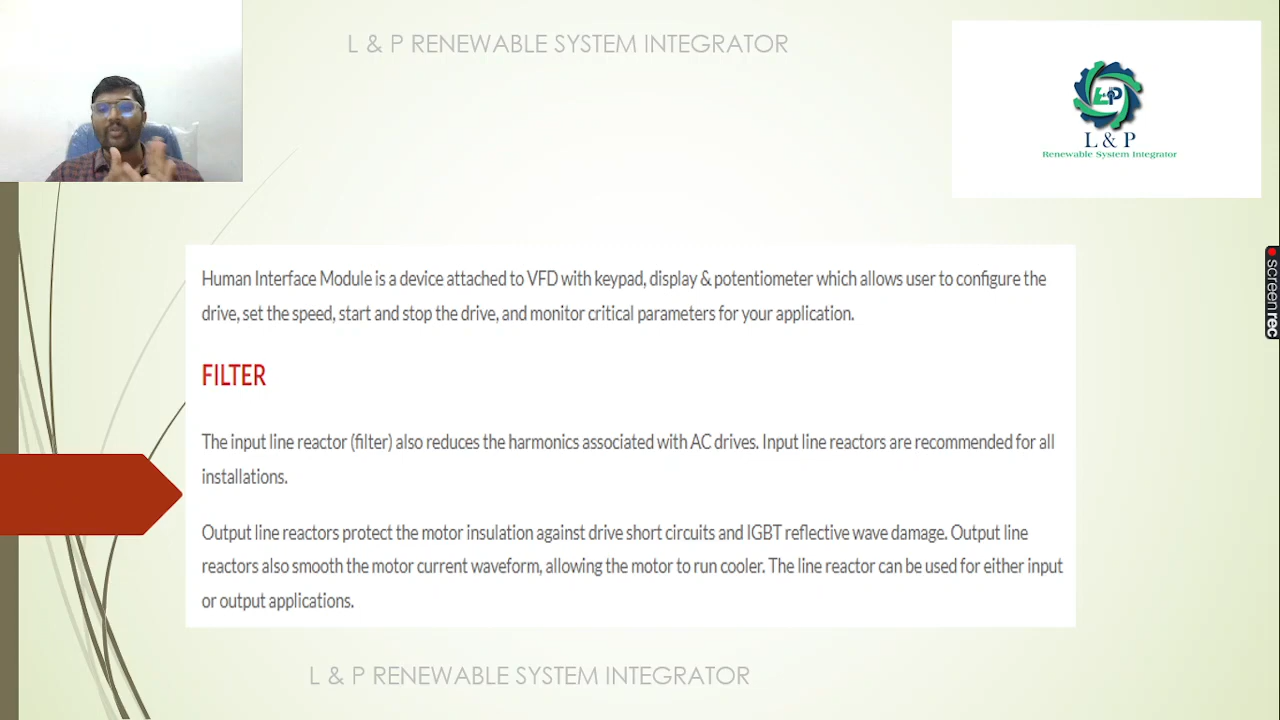 L & P RENEWABLE SYSTEM INTEGRATOR
L&P
L & P
Renewable System Integrator
Human Interface Module is a device attached to VFD with keypad, display & potentiometer which allows user to configure the
drive, set the speed, start and stop the drive, and monitor critical parameters for your application.
FILTER
The input line reactor (filter) also reduces the harmonics associated with AC drives. Input line reactors are recommended for all
installations.
Output line reactors protect the motor insulation against drive short circuits and IGBT reflective wave damage. Output line
reactors also smooth the motor current waveform, allowing the motor to run cooler. The line reactor can be used for either input
or output applications.
screenrec
L & P RENEWABLE SYSTEM INTEGRATOR